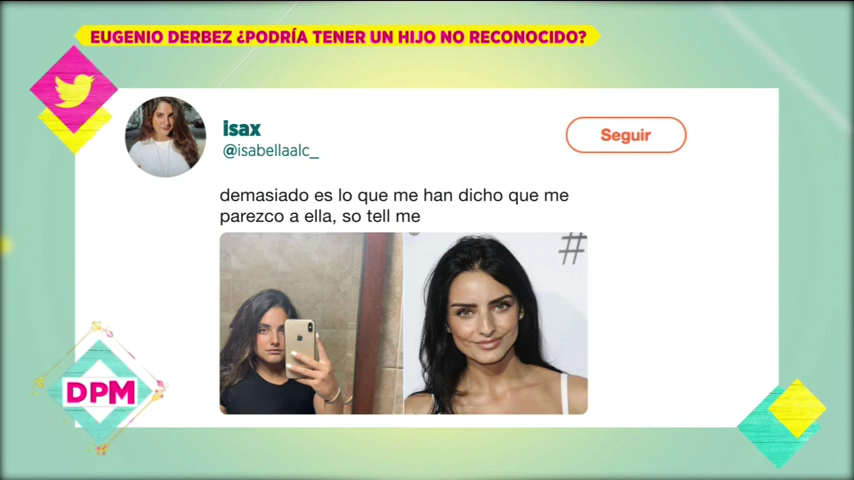 EUGENIO DERBEZ ¿PODRÍA TENER UN HIJO NO RECONOCIDO?
isax
@isabellaalc_
Seguir
demasiado es lo que me han dicho que me
parezco a ella, so tell me
#
DPM